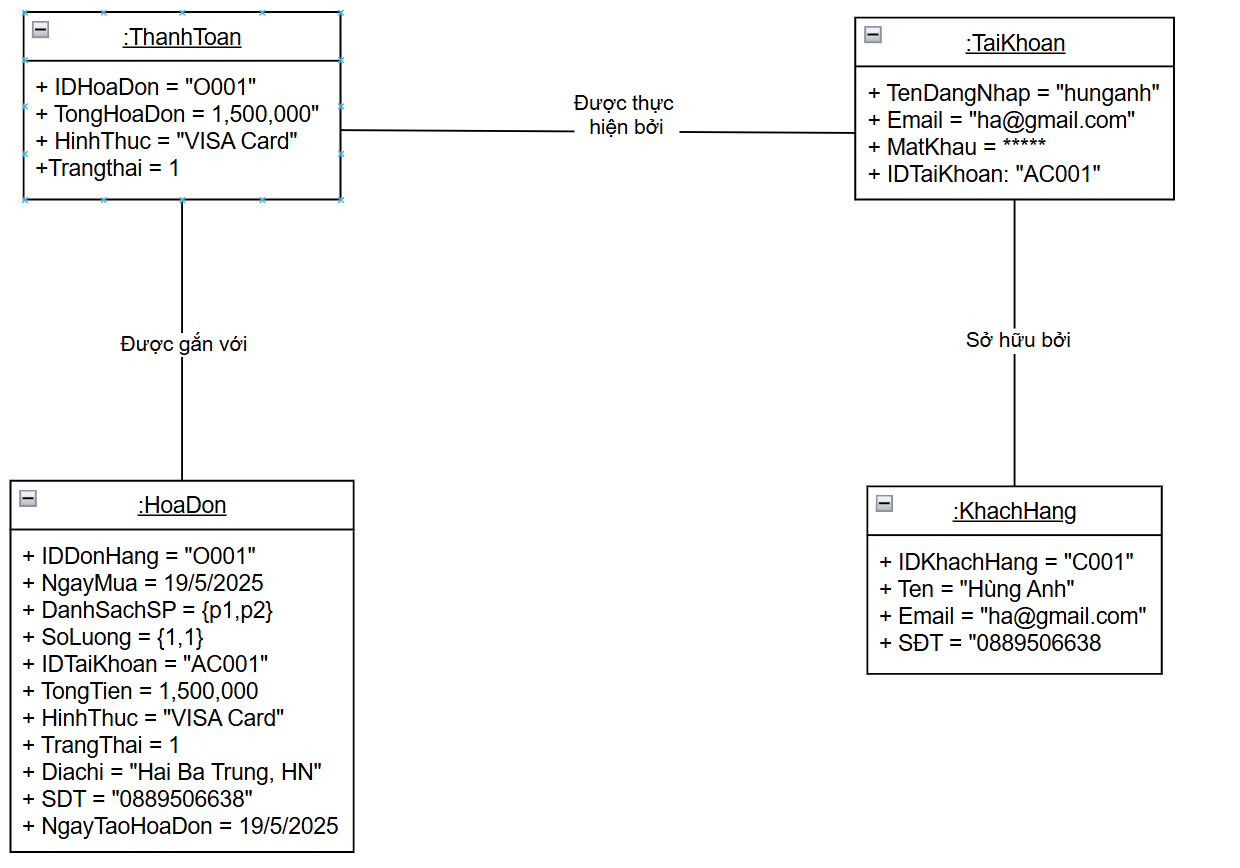 :ThanhToan
+ IDHoaDon = "O001"
+ TongHoaDon = 1,500,000"
+ HinhThuc = "VISA Card"
+Trangthai = 1
Được thực
hiện bởi
:TaiKhoan
+ TenDangNhap = "hunganh"
+ Email = "ha@gmail.com"
+ MatKhau = *****
+ IDTaiKhoan: "AC001"
Được gắn với
Sở hữu bởi
:HoaDon
+ IDDonHang = "O001"
+ NgayMua = 19/5/2025
+ DanhSachSP = {p1,p2}
+ SoLuong = {1,1}
+ IDTaiKhoan = "AC001"
+ TongTien = 1,500,000
+ HinhThuc = "VISA Card"
+ TrangThai = 1
+ Diachi = "Hai Ba Trung, HN"
+ SDT = "0889506638"
+ NgayTaoHoaDon = 19/5/2025
:KhachHang
+ IDKhachHang = "C001"
+ Ten = "Hùng Anh"
+ Email = "ha@gmail.com"
+ SĐT = "0889506638